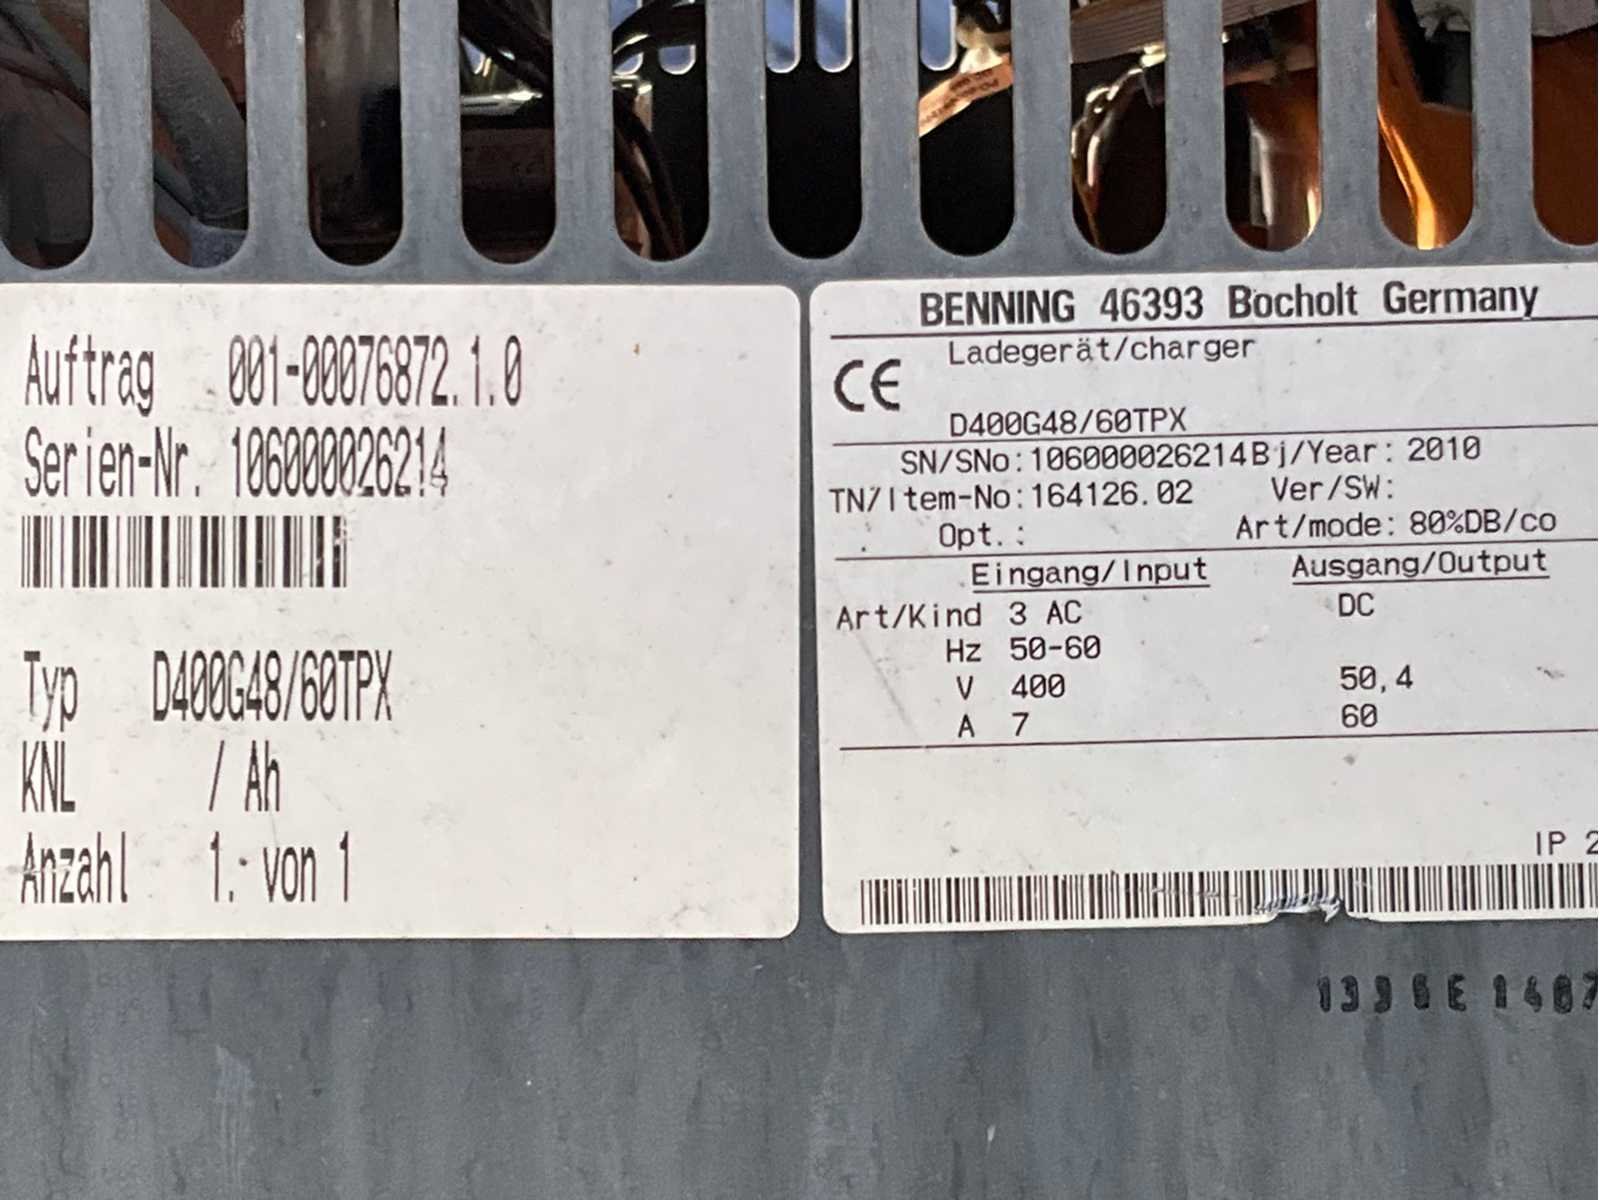 Auftrag 001-00076872.1.0
Serien-Nr. 106000026214
Typ D400G48/60TPX
KNL / Ah
Anzahl 1. von 1
BENNING 46393 Bocholt Germany
CE Ladegerät/charger
D400G48/60TPX
SN/SNo:106000026214Bj/Year: 2010
TN/Item-No:164126.02 Ver/SW:
Opt.: Art/mode: 80%DB/co
Eingang/Input Ausgang/Output
Art/Kind 3 AC DC
Hz 50-60
V 400 50,4
A 7 60
IP 2